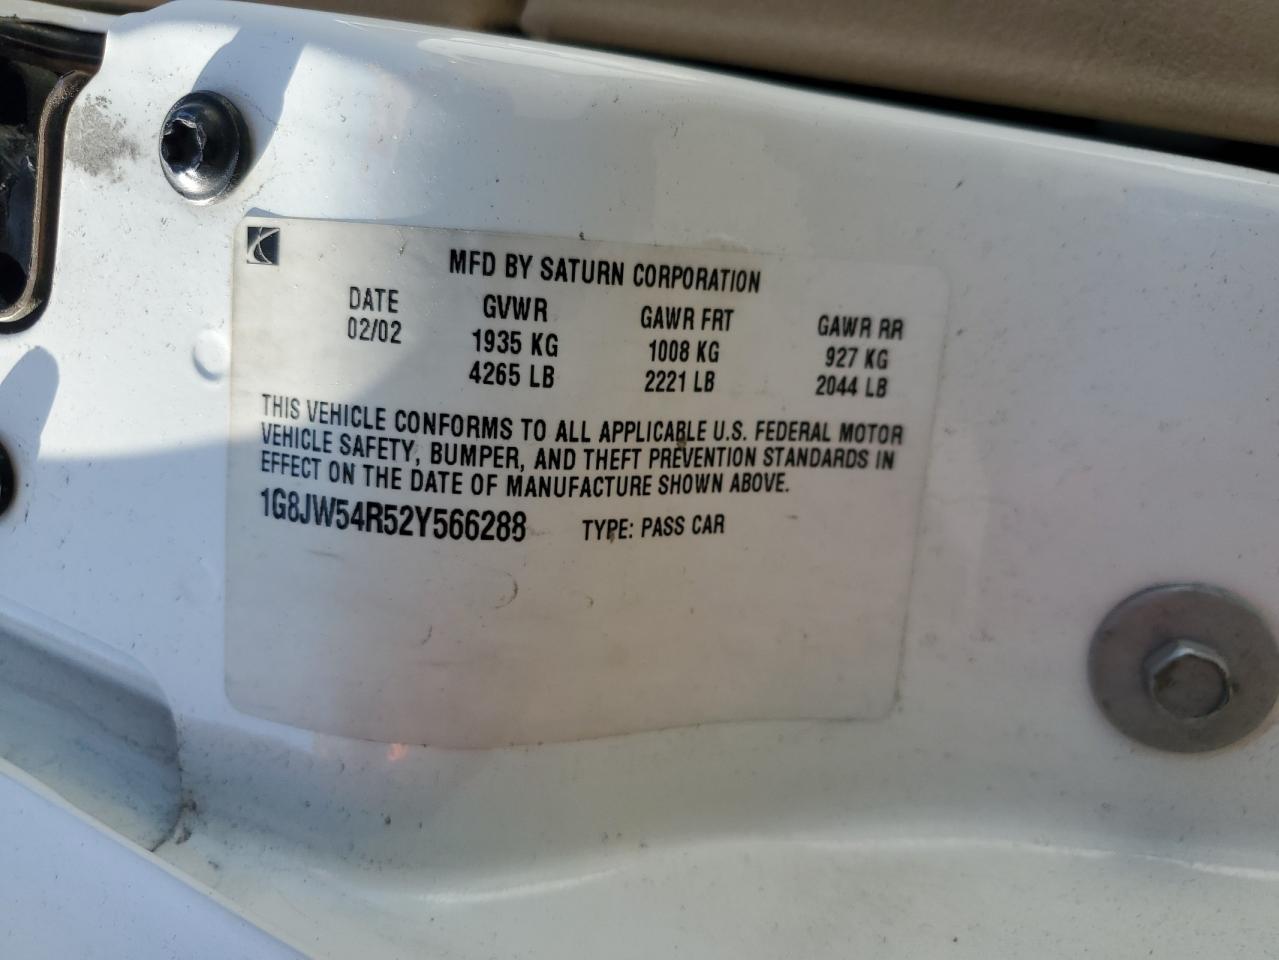 MFD BY SATURN CORPORATION
DATE GVWR GAWR FRT GAWR RR
02/02 1935 KG 1008 KG 927 KG
4265 LB 2221 LB 2044 LB
THIS VEHICLE CONFORMS TO ALL APPLICABLE U.S. FEDERAL MOTOR
VEHICLE SAFETY, BUMPER, AND THEFT PREVENTION STANDARDS IN
EFFECT ON THE DATE OF MANUFACTURE SHOWN ABOVE.
1G8JW54R52Y566288 TYPE: PASS CAR